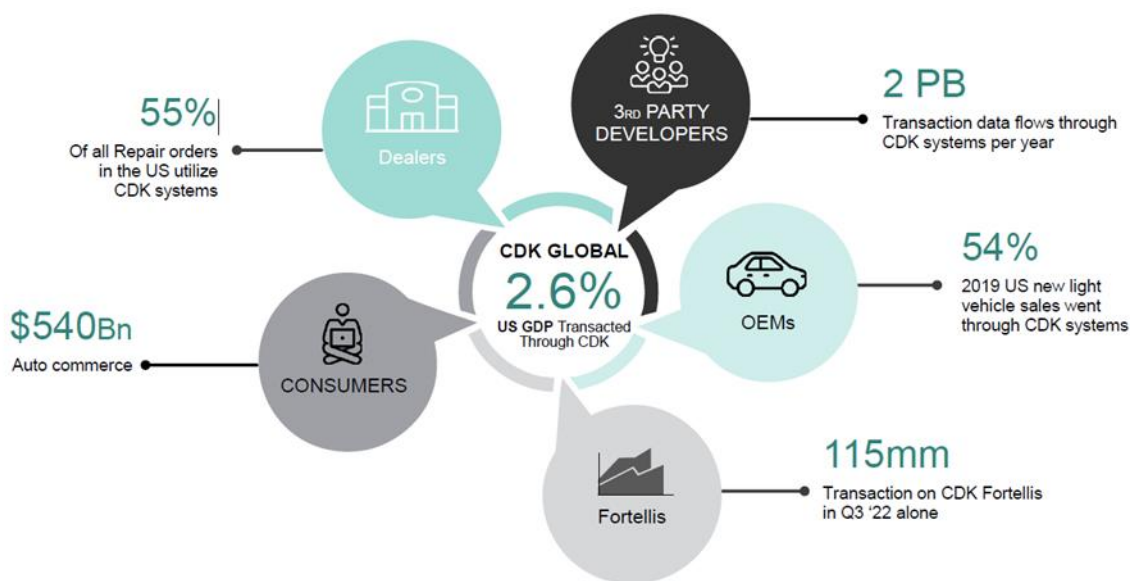 55%
Of all Repair orders
in the US utilize
CDK systems
Dealers
3RD PARTY
DEVELOPERS
2 PB
Transaction data flows through
CDK systems per year
CDK GLOBAL
2.6%
US GDP Transacted
Through CDK
OEMs
54%
2019 US new light
vehicle sales went
through CDK systems
$540Bn
Auto commerce
CONSUMERS
Fortellis
115mm
Transaction on CDK Fortellis
in Q3 ‘22 alone